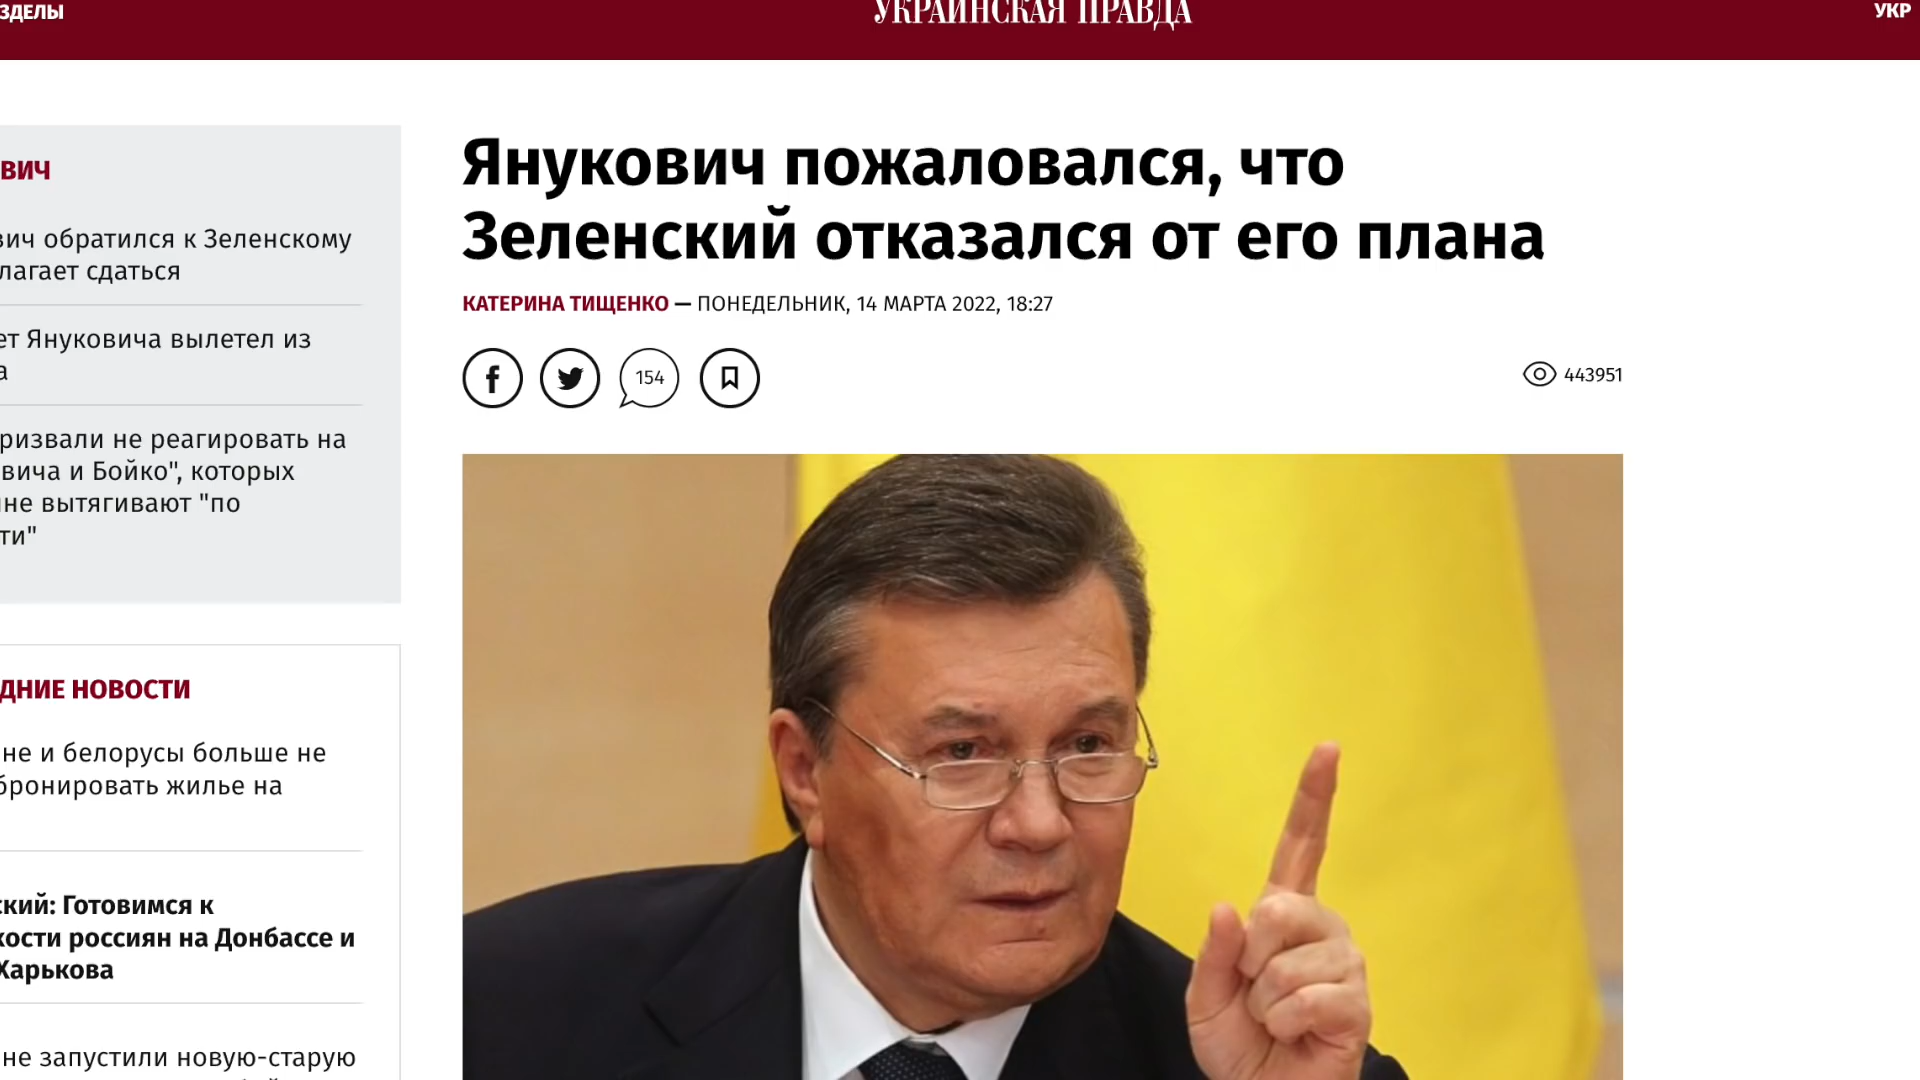 ЗДЕЛЫ
УКРАИНСКАЯ ПРАВДА
УКР
ВИЧ
вич обратился к Зеленскому
лагает сдаться
ет Януковича вылетел из
а
ризвали не реагировать на
вича и Бойко", которых
не вытягивают "по
ти"
Янукович пожаловался, что
Зеленский отказался от его плана
КАТЕРИНА ТИЩЕНКО — ПОНЕДЕЛЬНИК, 14 МАРТА 2022, 18:27
154
443951
ДНИЕ НОВОСТИ
не и белорусы больше не
бронировать жилье на
ский: Готовимся к
кости россиян на Донбассе и
Харькова
не запустили новую-старую